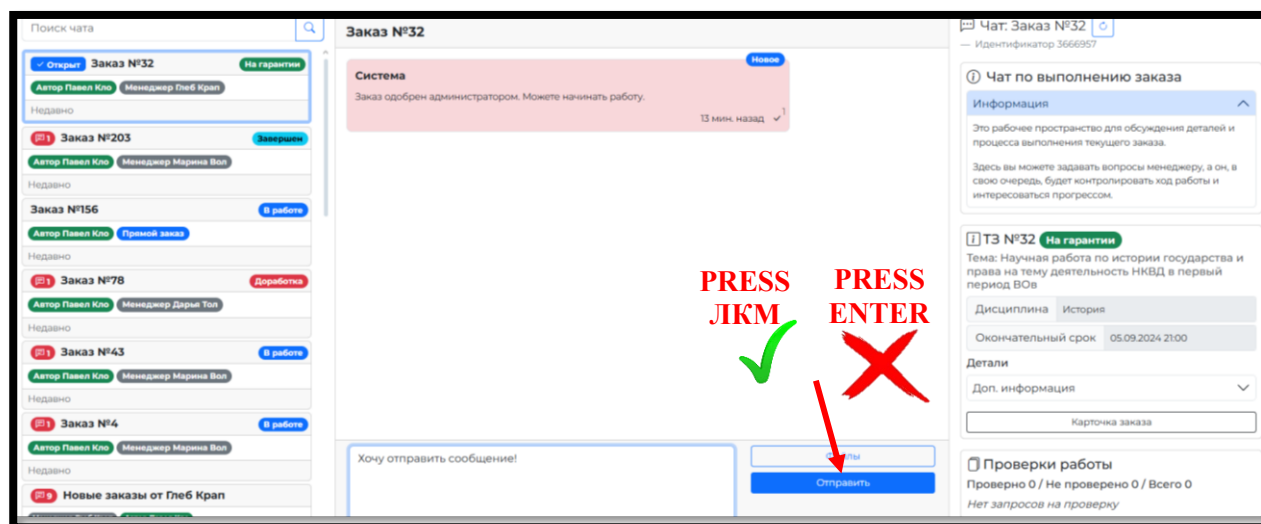 Поиск чата
Открыт Заказ №32 На гарантии
Автор Павел Кло Менеджер Глеб Крап
Недавно
1 Заказ №203 Завершен
Автор Павел Кло Менеджер Марина Вол
Недавно
Заказ №156 В работе
Автор Павел Кло Прямой заказ
Недавно
1 Заказ №78 Доработка
Автор Павел Кло Менеджер Дарья Тол
Недавно
1 Заказ №43 В работе
Автор Павел Кло Менеджер Марина Вол
Недавно
1 Заказ №4 В работе
Автор Павел Кло Менеджер Марина Вол
Недавно
9 Новые заказы от Глеб Крап
Заказ №32
Новое
Система
Заказ одобрен администратором. Можете начинать работу.
13 мин. назад ✓ 1
PRESS
ЛКМ
PRESS
ENTER
Хочу отправить сообщение!
Отправить
Чат: Заказ №32
— Идентификатор 3666957
Чат по выполнению заказа
Информация
Это рабочее пространство для обсуждения деталей и
процесса выполнения текущего заказа.
Здесь вы можете задавать вопросы менеджеру, а он, в
свою очередь, будет контролировать ход работы и
интересоваться прогрессом.
ТЗ №32 На гарантии
Тема: Научная работа по истории государства и
права на тему деятельность НКВД в первый
период ВОв
Дисциплина История
Окончательный срок 05.09.2024 21:00
Детали
Доп. информация
Карточка заказа
Проверки работы
Проверено 0 / Не проверено 0 / Всего 0
Нет запросов на проверку